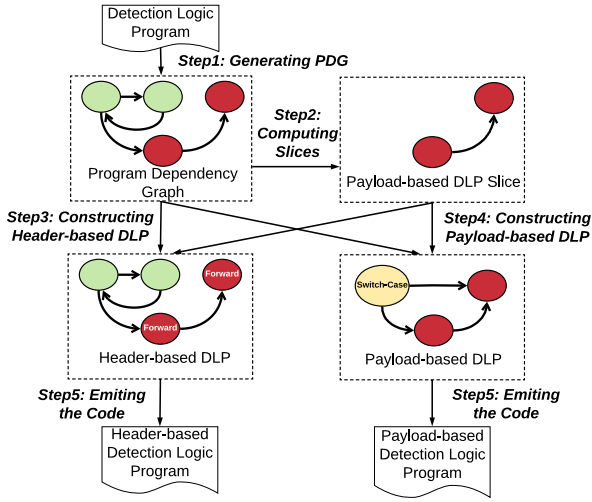 Detection Logic
Program
Step1: Generating PDG
Program Dependency
Graph
Step2:
Computing
Slices
Payload-based DLP Slice
Step3: Constructing
Header-based DLP
Step4: Constructing
Payload-based DLP
Forward
Forward
Header-based DLP
Switch-Case
Payload-based DLP
Step5: Emiting
the Code
Step5: Emiting
the Code
Header-based
Detection Logic
Program
Payload-based
Detection Logic
Program